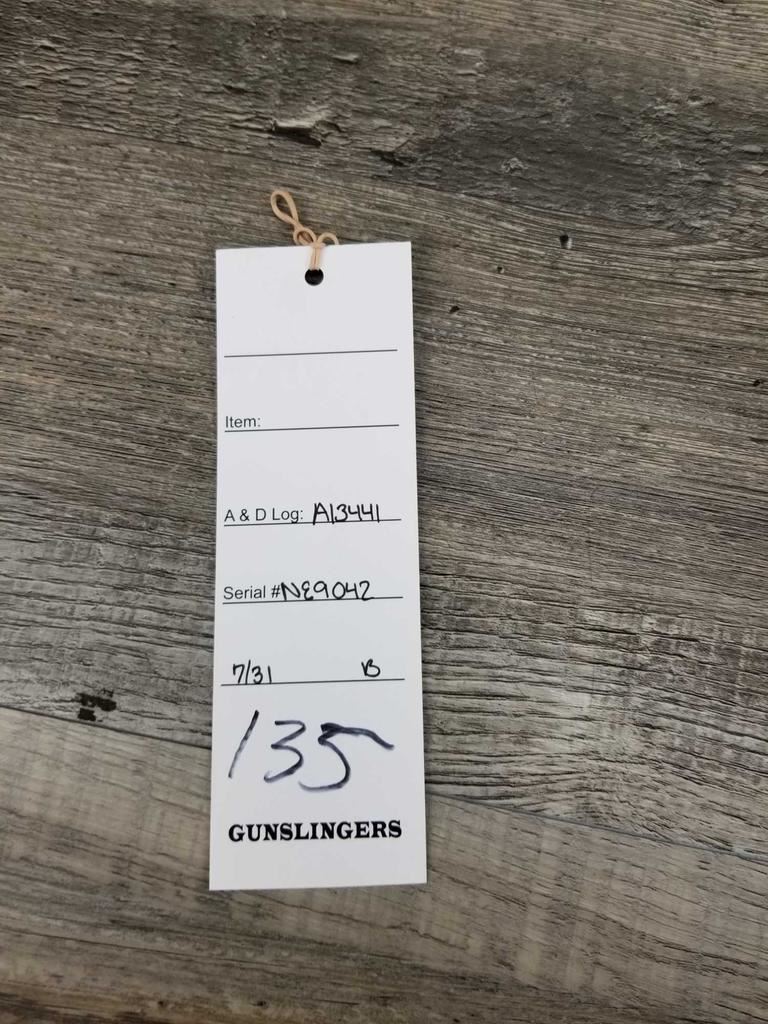 Item:
A & D Log: A13441
Serial # NE9042
7/31 B
135
GUNSLINGERS